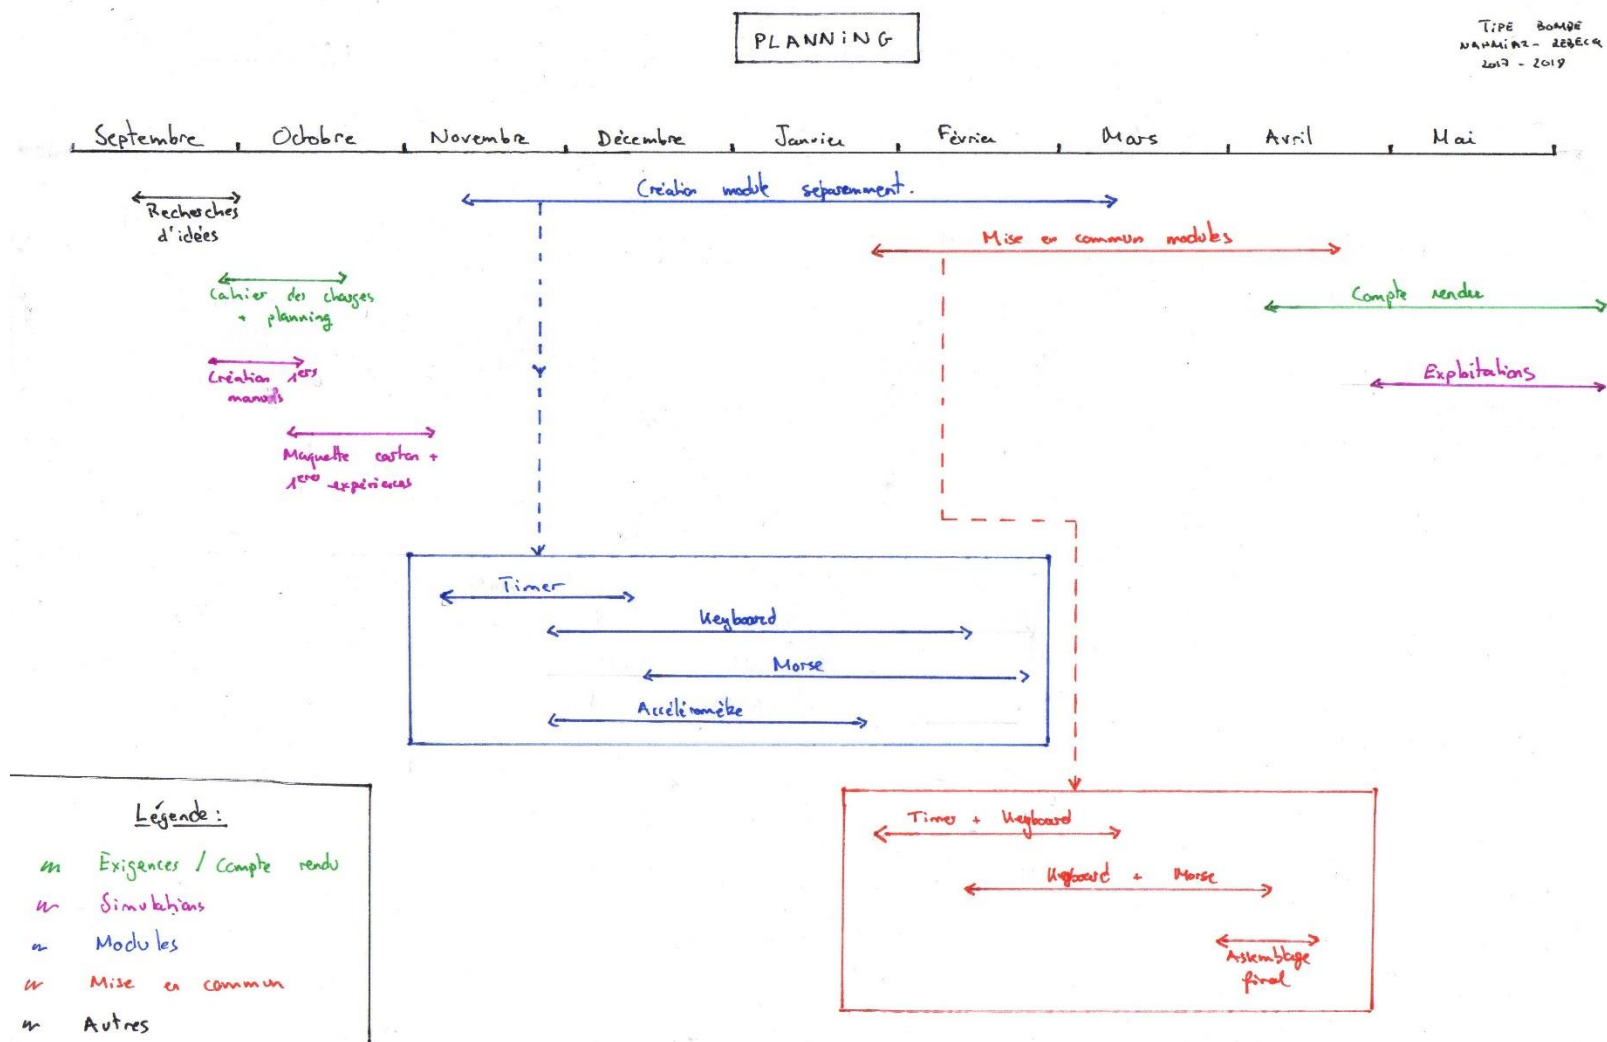 PLANNiNG
TiPE BOMBE
2017 - 2018
Septembre Octobre Novembre Décembre Janvier Février Mars Avril Mai
Création module séparemment.
Recherches
d'idées
Mise en commun modules
Cahier des charges
+ planning
Compte rendu
Création 1ers
manuels
Exploitations
Maquette carton +
1eres expériences
Timer
Keyboard
Morse
Accéléromètre
Légende :
Exigences / Compte rendu
Simulations
Modules
Mise en commun
Autres
Timer + Keyboard
Keyboard + Morse
Assemblage
final